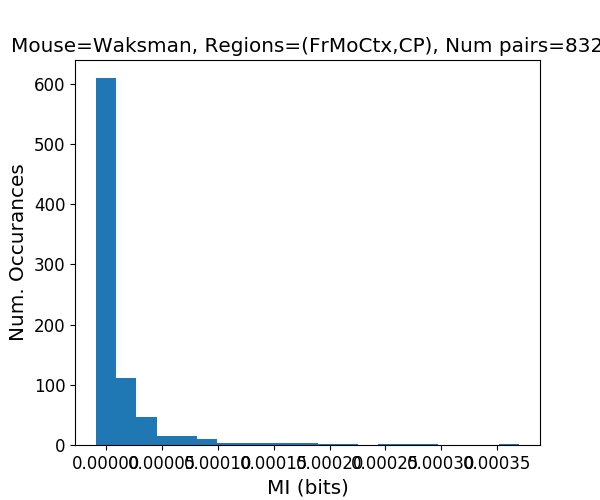 Mouse=Waksman, Regions=(FrMoCtx,CP), Num pairs=832
600
500
400
300
200
100
0
Num. Occurances
0.00000 0.00005 0.00010 0.00015 0.00020 0.00025 0.00030 0.00035
MI (bits)